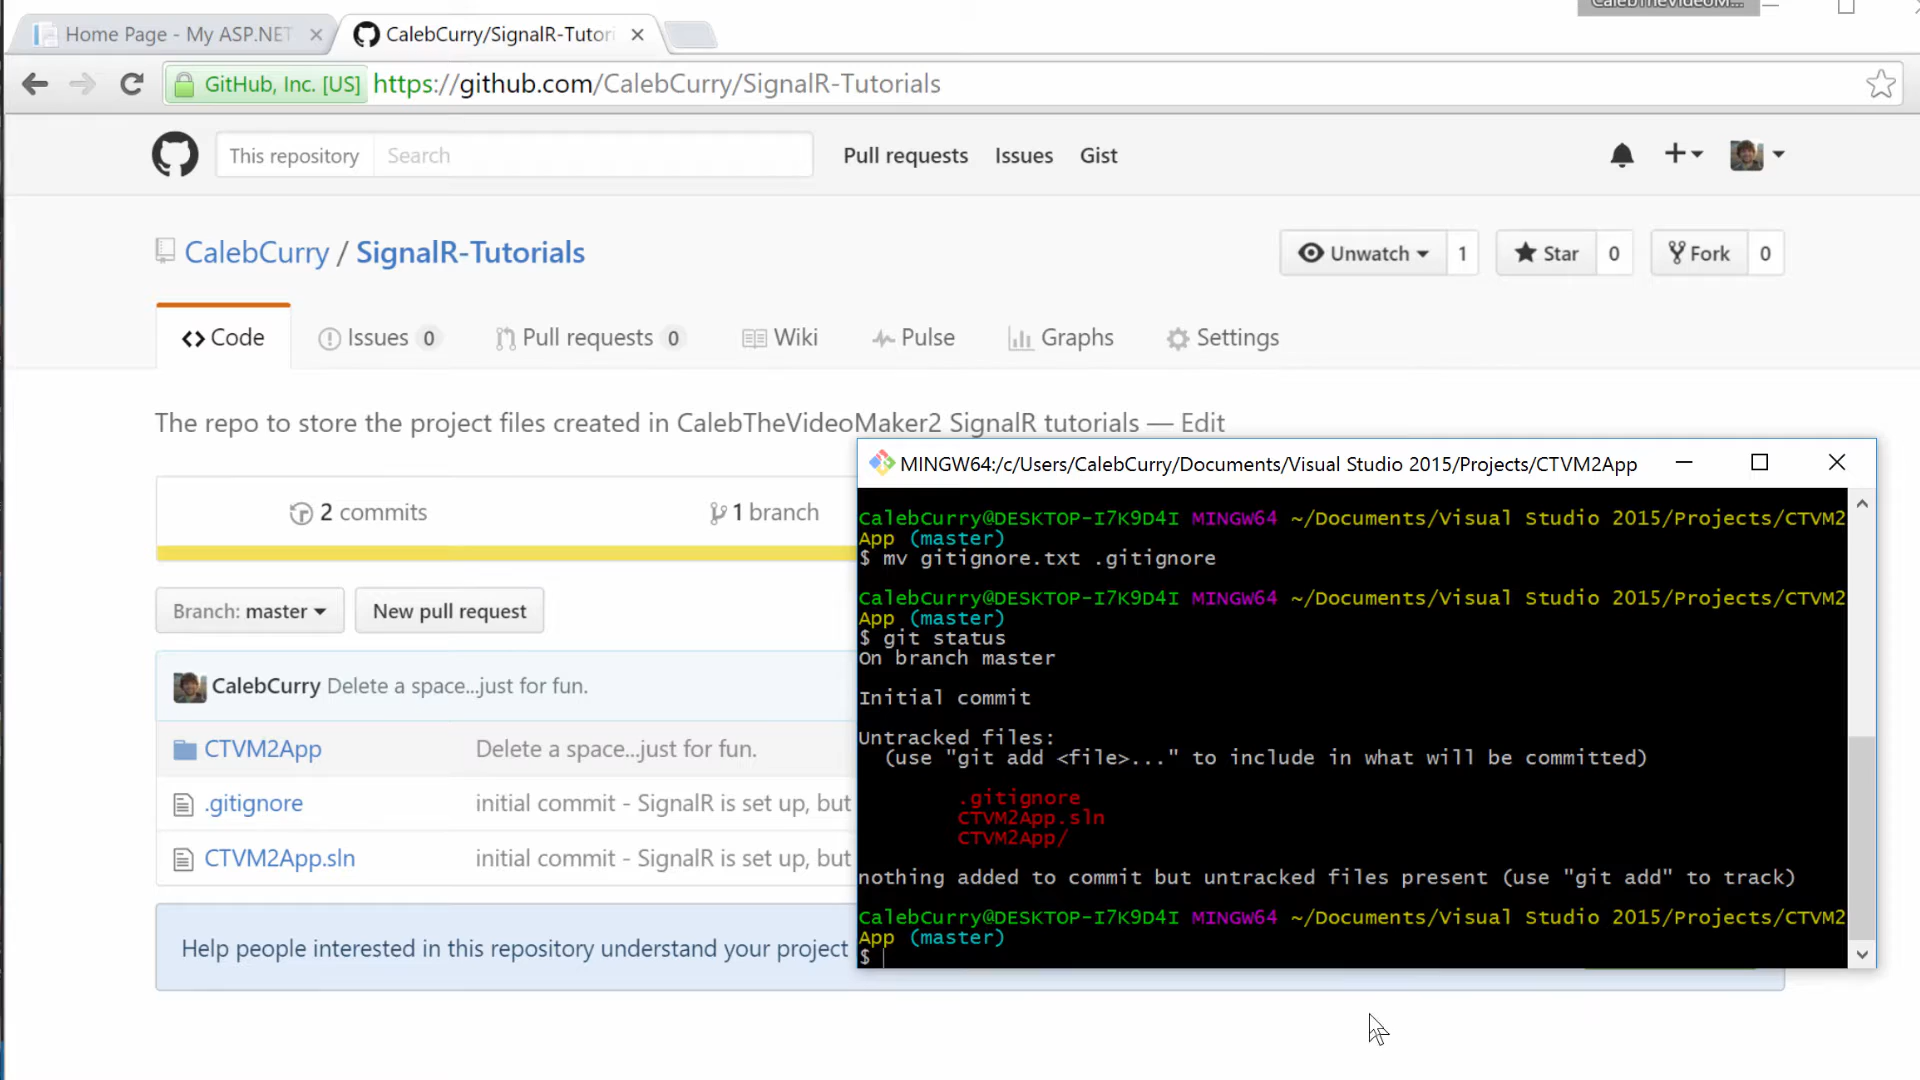 CalebTheVideoM...
Home Page - My ASP.NET
CalebCurry/SignalR-Tutori
GitHub, Inc. [US] https://github.com/CalebCurry/SignalR-Tutorials
This repository Search Pull requests Issues Gist
CalebCurry / SignalR-Tutorials Unwatch 1 Star 0 Fork 0
Code Issues 0 Pull requests 0 Wiki Pulse Graphs Settings
The repo to store the project files created in CalebTheVideoMaker2 SignalR tutorials — Edit
2 commits 1 branch
Branch: master New pull request
CalebCurry Delete a space...just for fun.
CTVM2App Delete a space...just for fun.
.gitignore initial commit - SignalR is set up, but
CTVM2App.sln initial commit - SignalR is set up, but
Help people interested in this repository understand your project
MINGW64:/c/Users/CalebCurry/Documents/Visual Studio 2015/Projects/CTVM2App
CalebCurry@DESKTOP-I7K9D4I MINGW64 ~/Documents/Visual Studio 2015/Projects/CTVM2
App (master)
$ mv gitignore.txt .gitignore
CalebCurry@DESKTOP-I7K9D4I MINGW64 ~/Documents/Visual Studio 2015/Projects/CTVM2
App (master)
$ git status
On branch master
Initial commit
Untracked files:
(use "git add <file>..." to include in what will be committed)
.gitignore
CTVM2App.sln
CTVM2App/
nothing added to commit but untracked files present (use "git add" to track)
CalebCurry@DESKTOP-I7K9D4I MINGW64 ~/Documents/Visual Studio 2015/Projects/CTVM2
App (master)
$